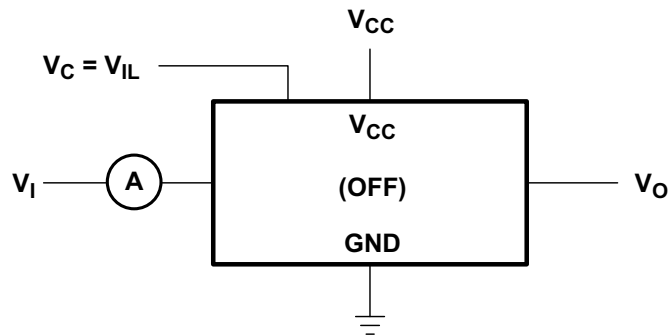 VCC
VC = VIL
VCC
VI
A
(OFF)
VO
GND